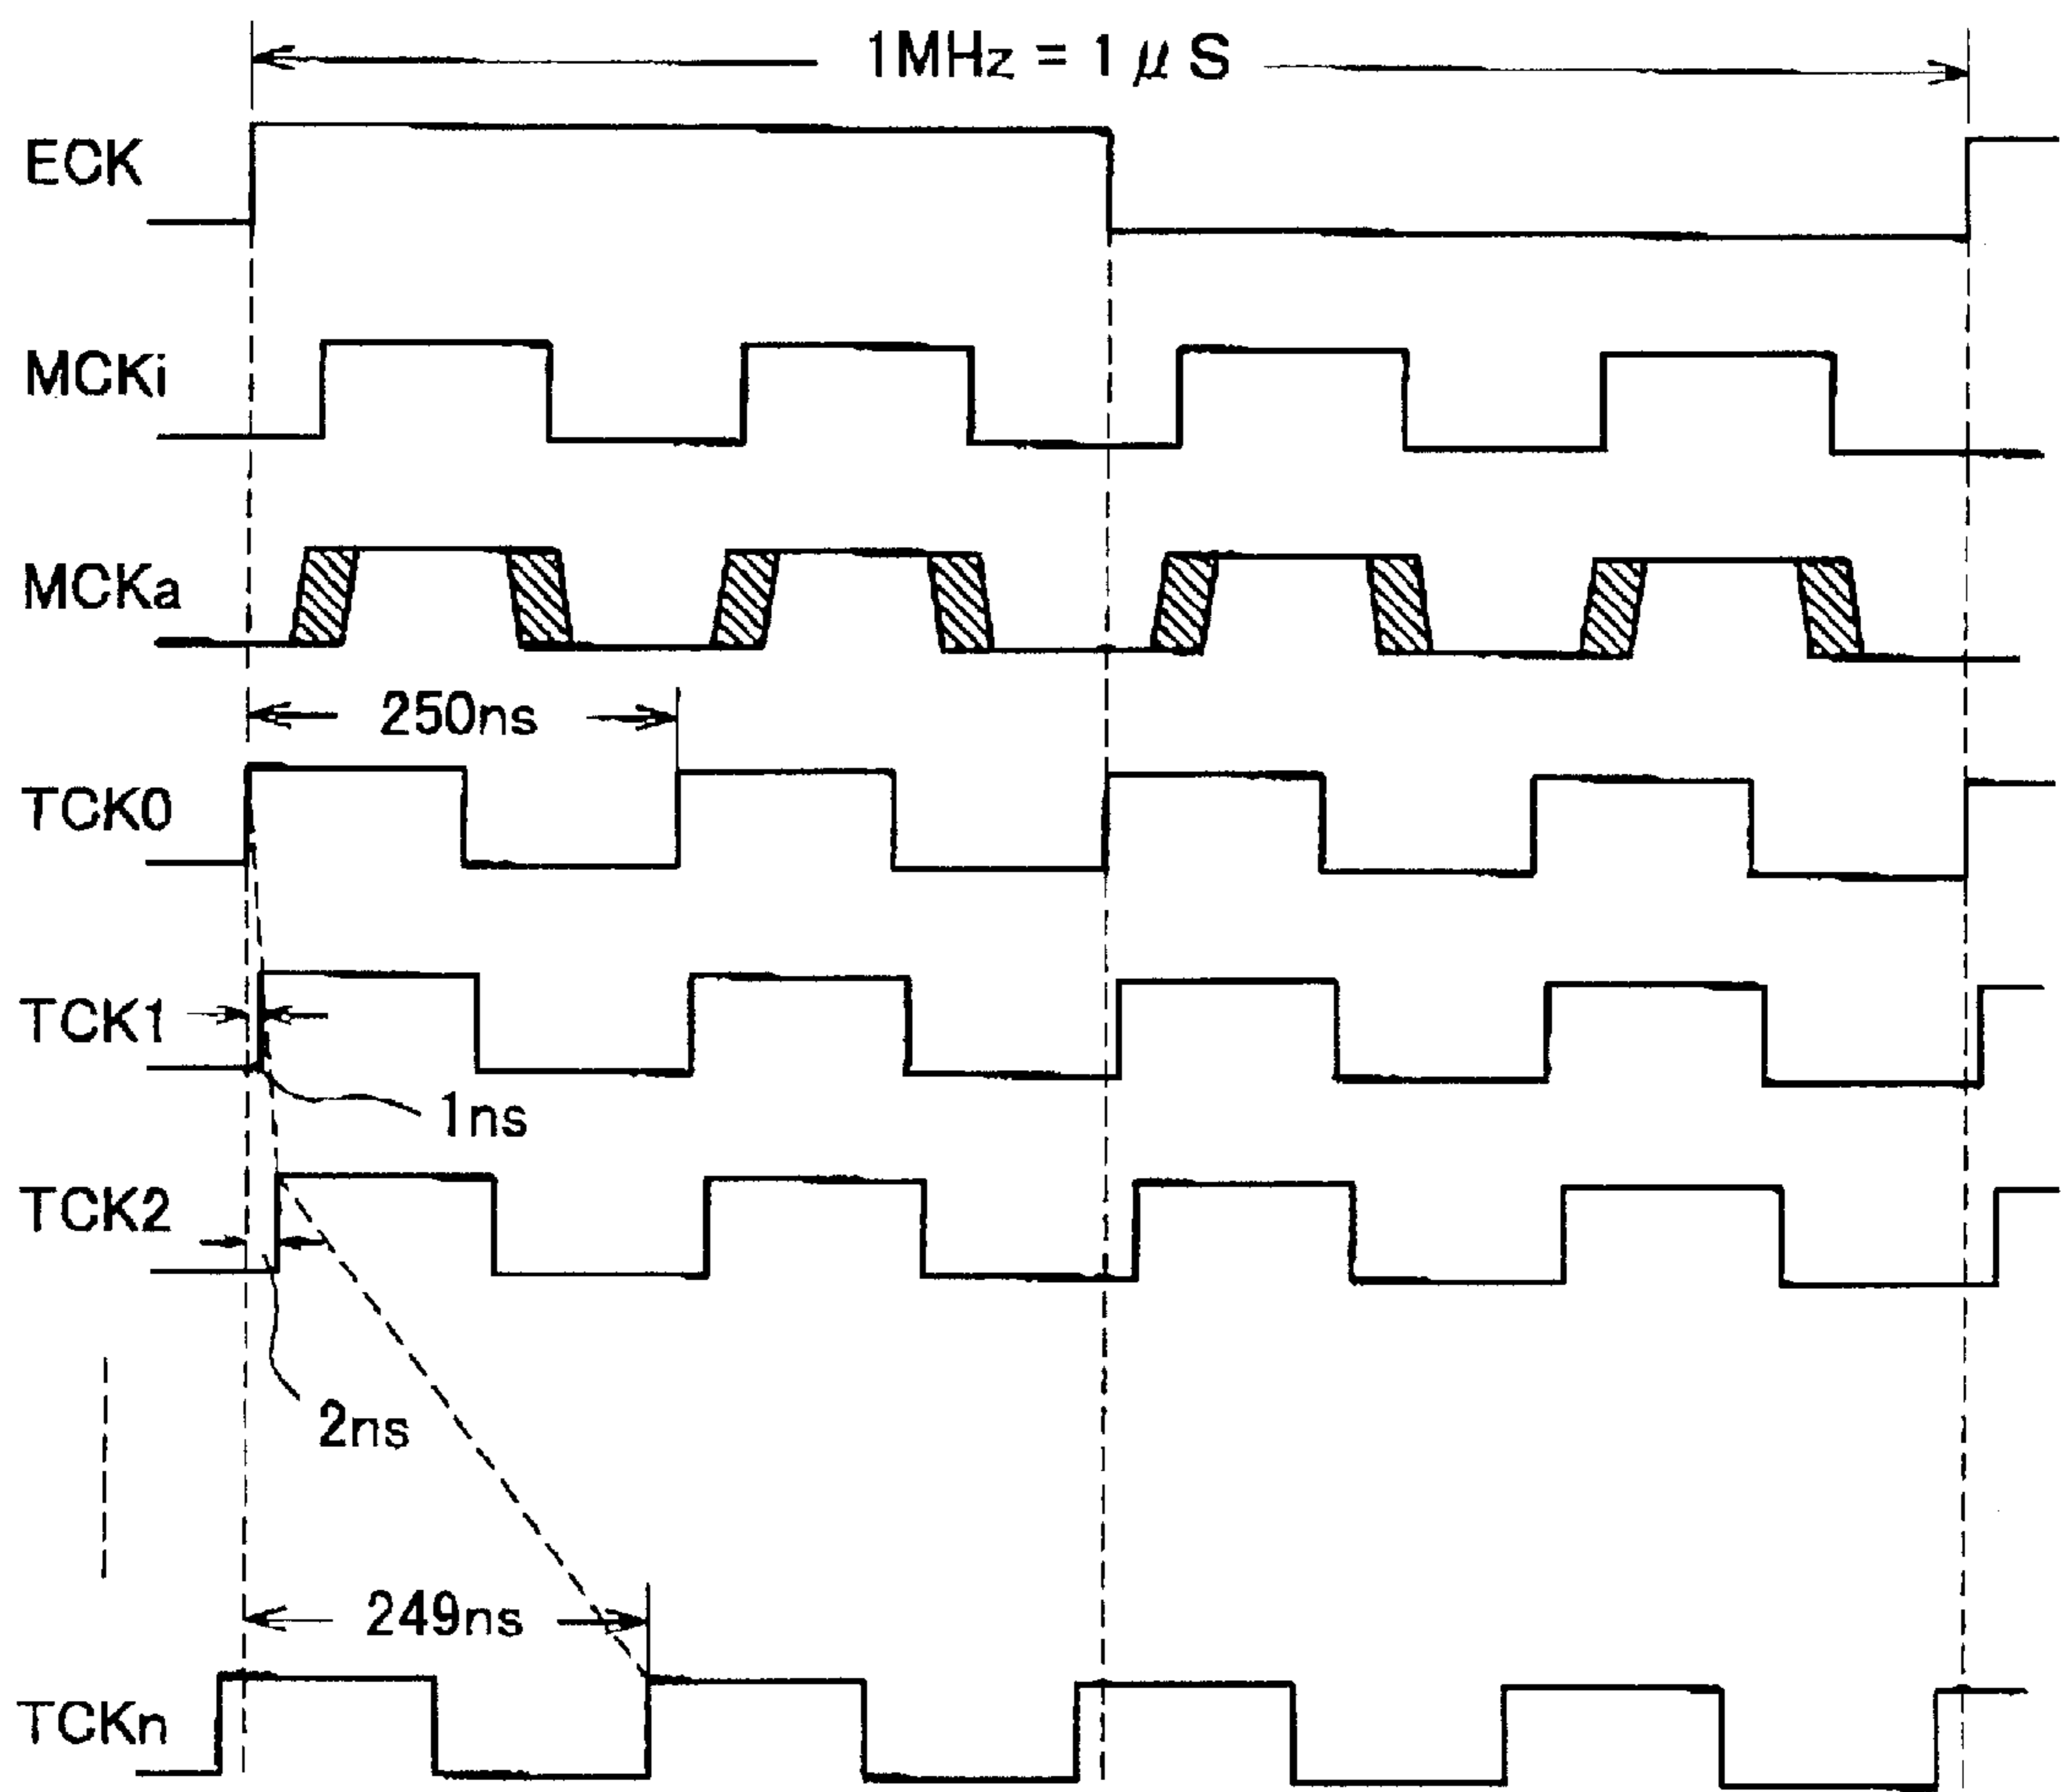 1MHz = 1 μ S
ECK
MCKi
MCKa
250ns
TCK0
TCK1
1ns
TCK2
2ns
249ns
TCKn